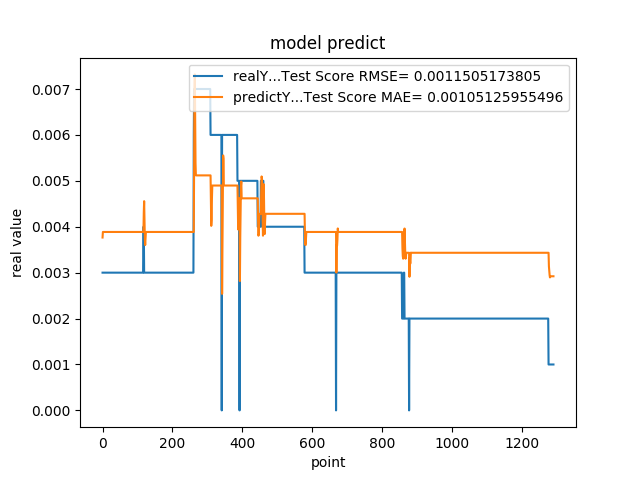 model predict
realY...Test Score RMSE= 0.0011505173805
predictY...Test Score MAE= 0.00105125955496
0.007
0.006
0.005
0.004
0.003
0.002
0.001
0.000
real value
0 200 400 600 800 1000 1200
point